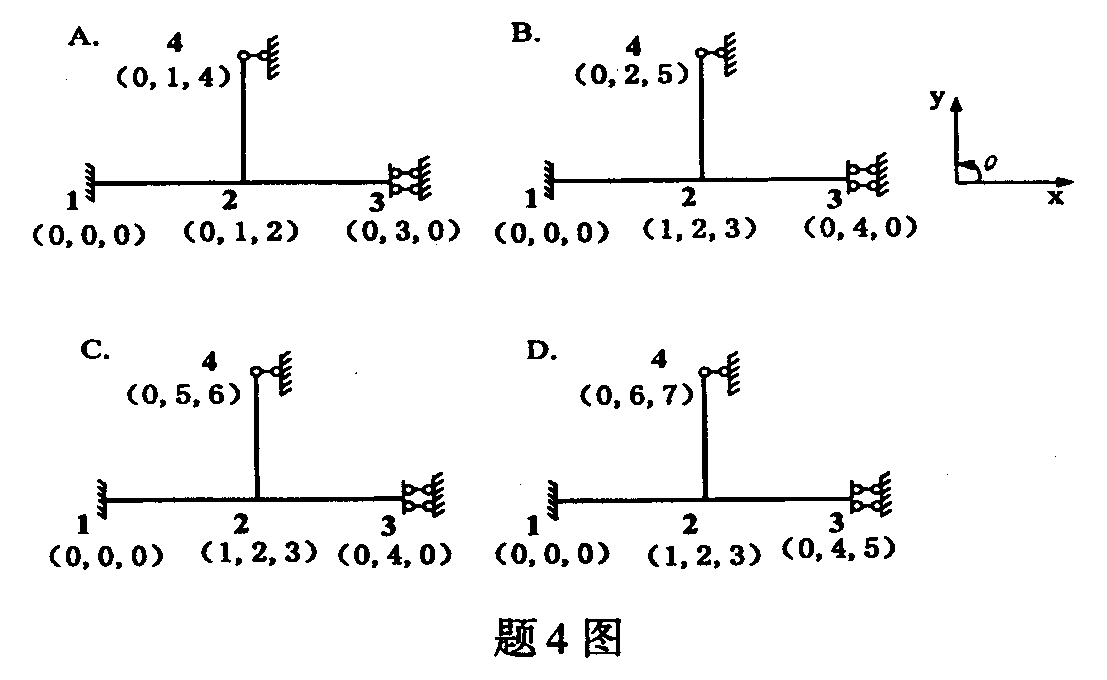 A.
4
(0, 1, 4)
1
2
3
(0, 0, 0)
(0, 1, 2)
(0, 3, 0)
B.
4
(0, 2, 5)
1
2
3
(0, 0, 0)
(1, 2, 3)
(0, 4, 0)
y
θ
x
C.
4
(0, 5, 6)
1
2
3
(0, 0, 0)
(1, 2, 3)
(0, 4, 0)
D.
4
(0, 6, 7)
1
2
3
(0, 0, 0)
(1, 2, 3)
(0, 4, 5)
题 4 图